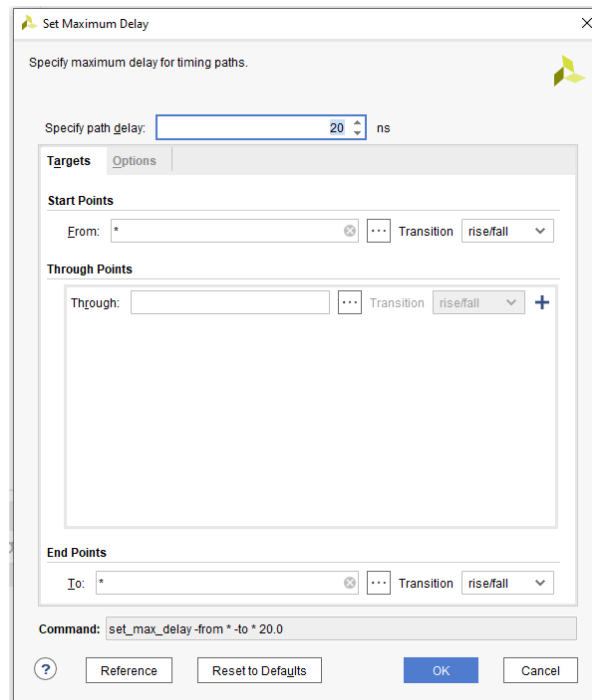 Set Maximum Delay
Specify maximum delay for timing paths.
Specify path delay: 20 ns
Targets Options
Start Points
From: * ... Transition rise/fall
Through Points
Through: ... Transition rise/fall +
End Points
To: * ... Transition rise/fall
Command: set_max_delay -from * -to * 20.0
? Reference Reset to Defaults OK Cancel